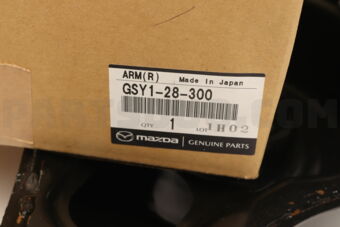 ARM(R) Made In Japan
GSY1-28-300
QTY 1 LOT 1H02
mazda GENUINE PARTS